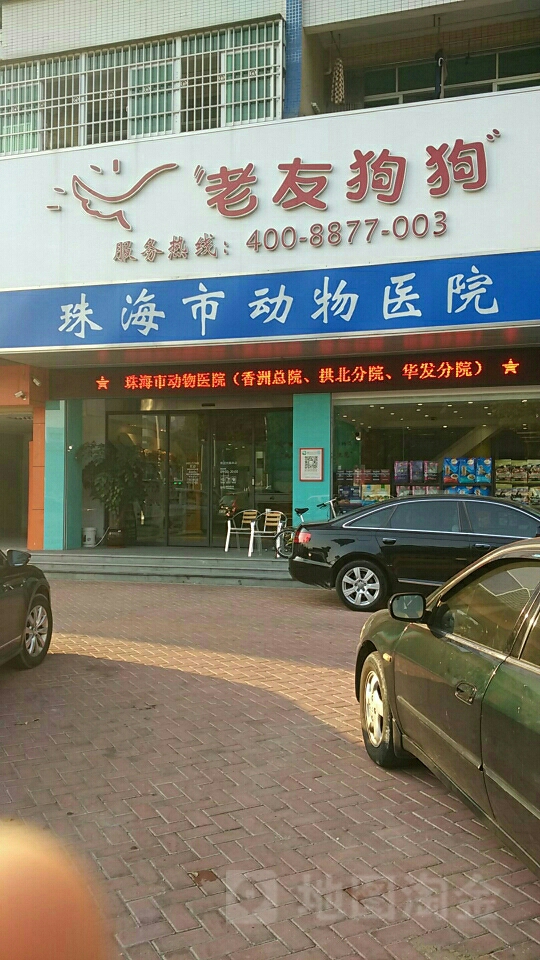 "老友狗狗"
服务热线：400-8877-003
珠海市动物医院
★ 珠海市动物医院（香洲总院、拱北分院、华发分院） ★
地图淘金